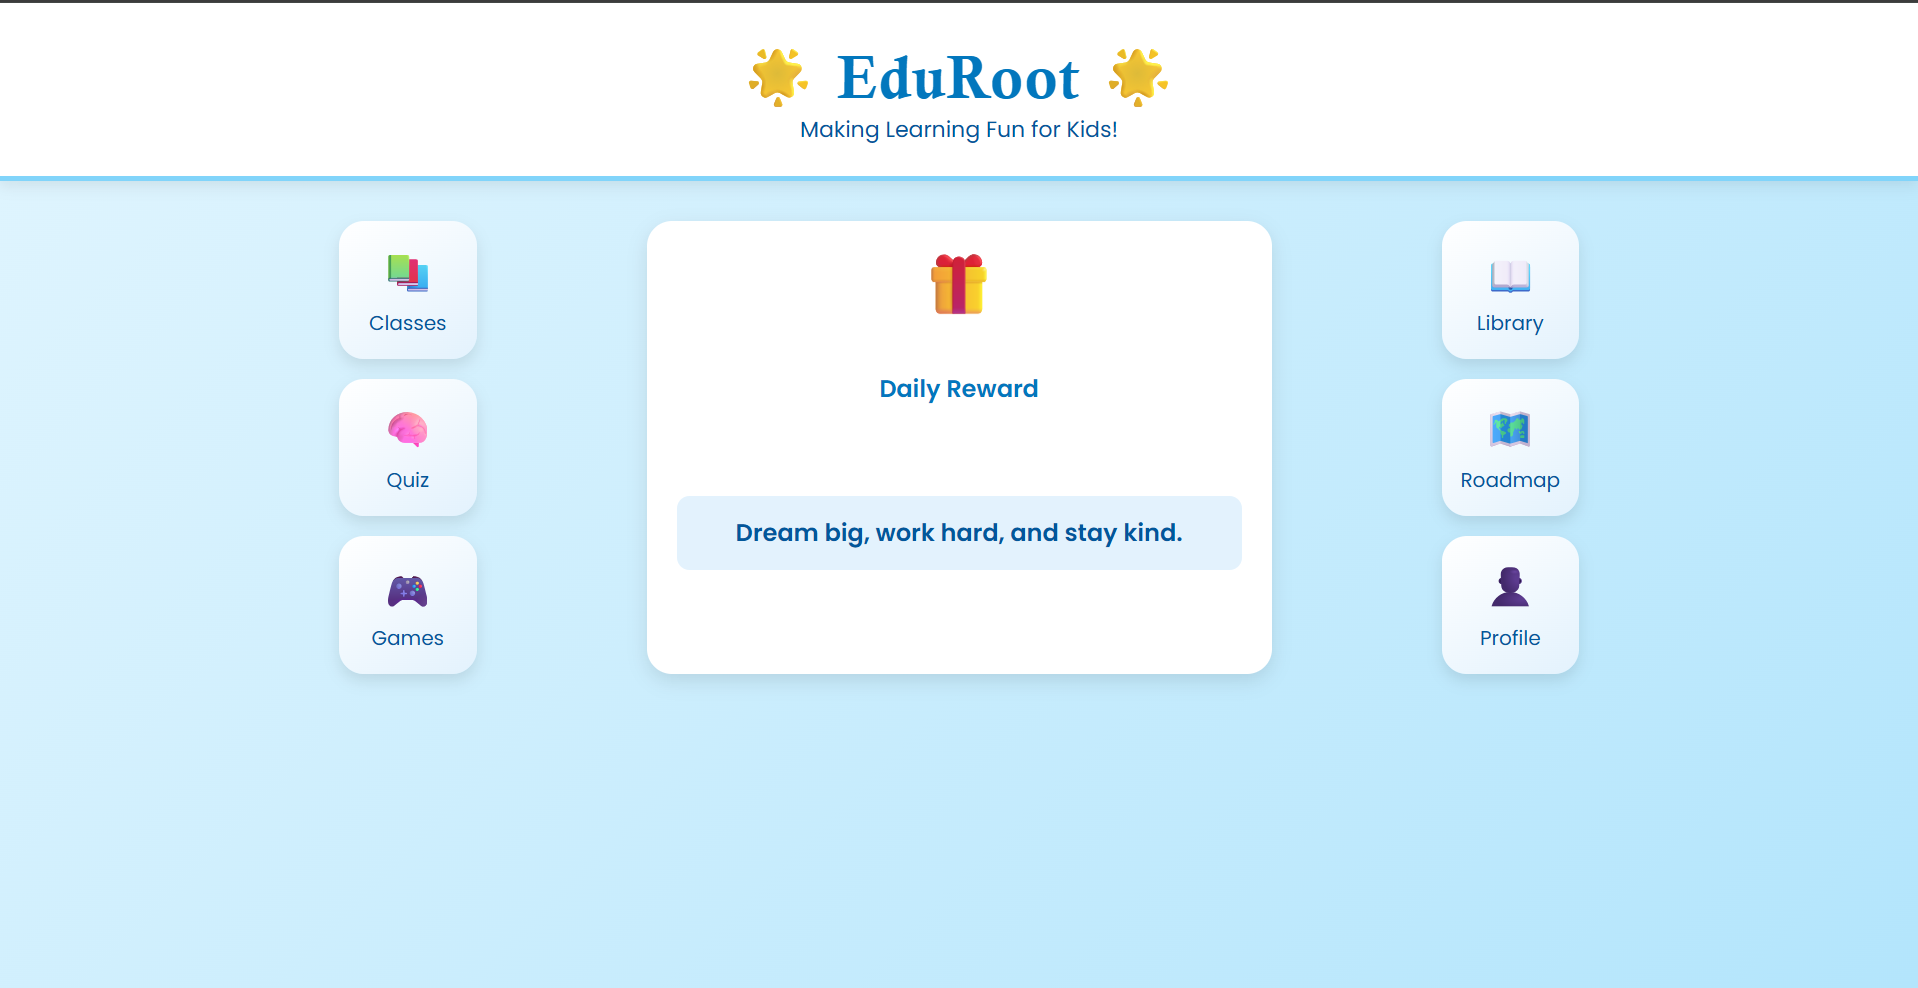 EduRoot
Making Learning Fun for Kids!
Classes
Quiz
Games
Daily Reward
Dream big, work hard, and stay kind.
Library
Roadmap
Profile